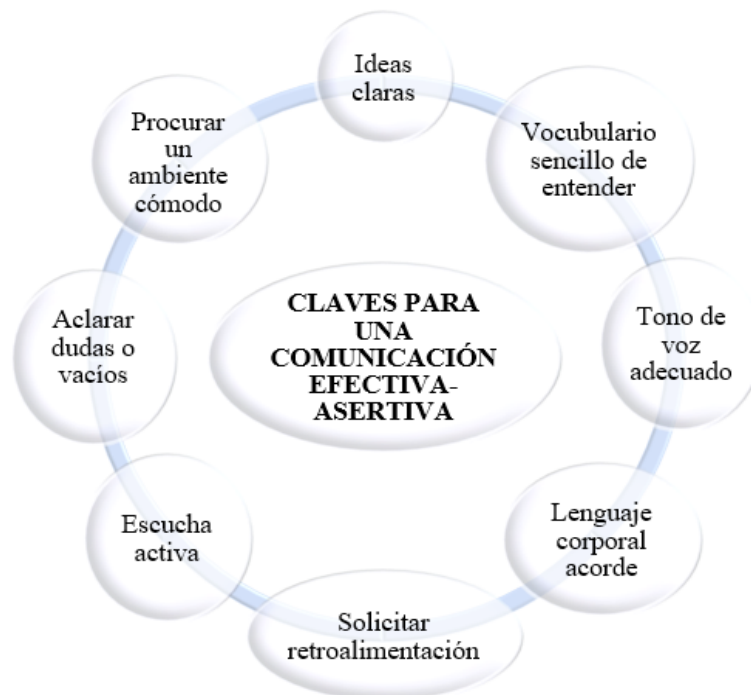 Ideas
claras
Vocubulario
sencillo de
entender
Tono de
voz
adecuado
Lenguaje
corporal
acorde
Solicitar
retroalimentación
Escucha
activa
Aclarar
dudas o
vacíos
Procurar
un
ambiente
cómodo
CLAVES PARA
UNA
COMUNICACIÓN
EFECTIVA-
ASERTIVA